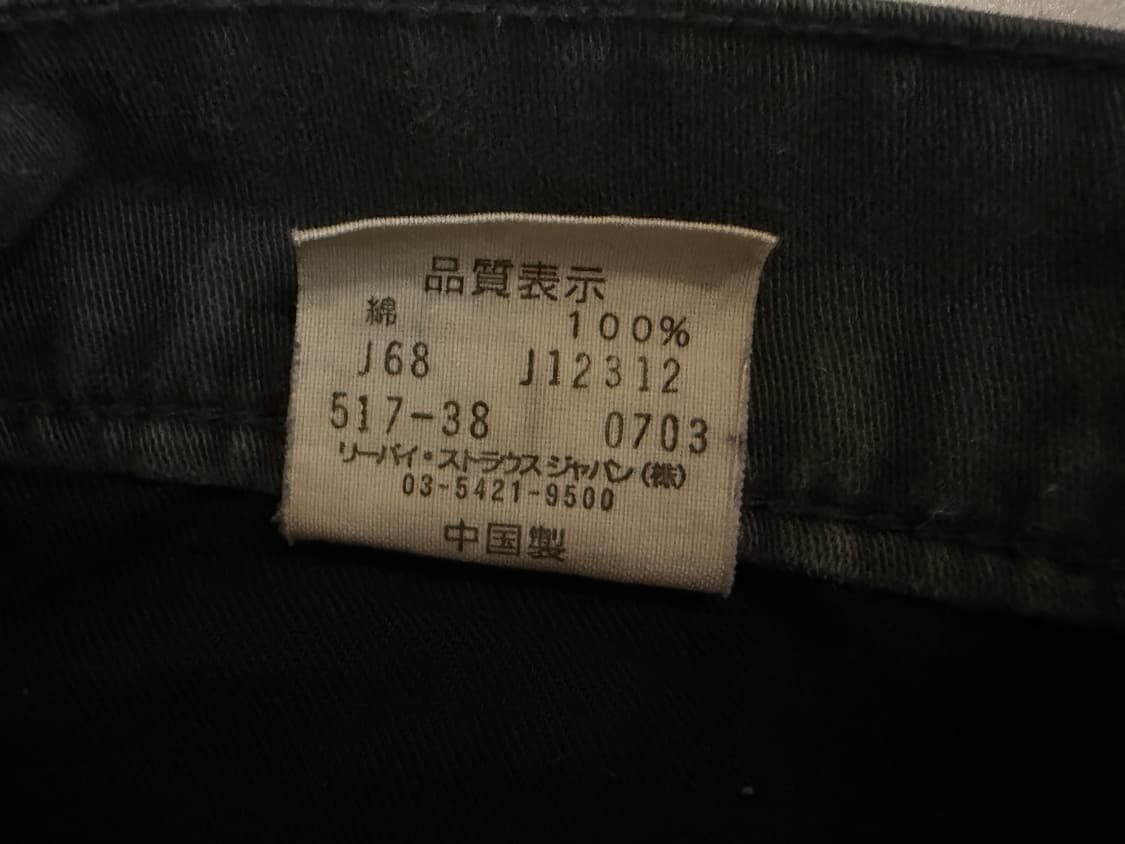 品質表示
綿 100%
J68 J12312
517-38 0703
リーバイ・ストラウス ジャパン(株)
03-5421-9500
中国製